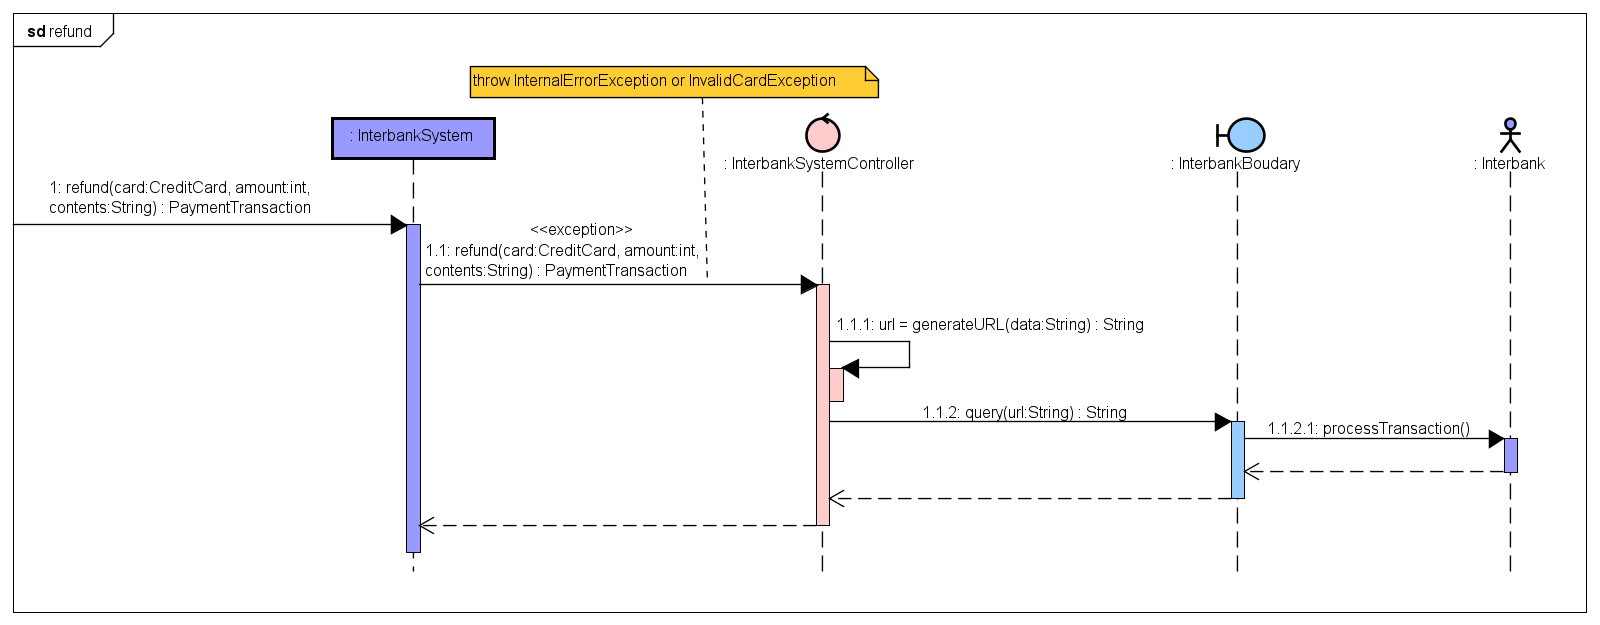 sd refund
throw InternalErrorException or InvalidCardException
: InterbankSystem
: InterbankSystemController
: InterbankBoudary
: Interbank
1: refund(card:CreditCard, amount:int,
contents:String) : PaymentTransaction
<<exception>>
1.1: refund(card:CreditCard, amount:int,
contents:String) : PaymentTransaction
1.1.1: url = generateURL(data:String) : String
1.1.2: query(url:String) : String
1.1.2.1: processTransaction()